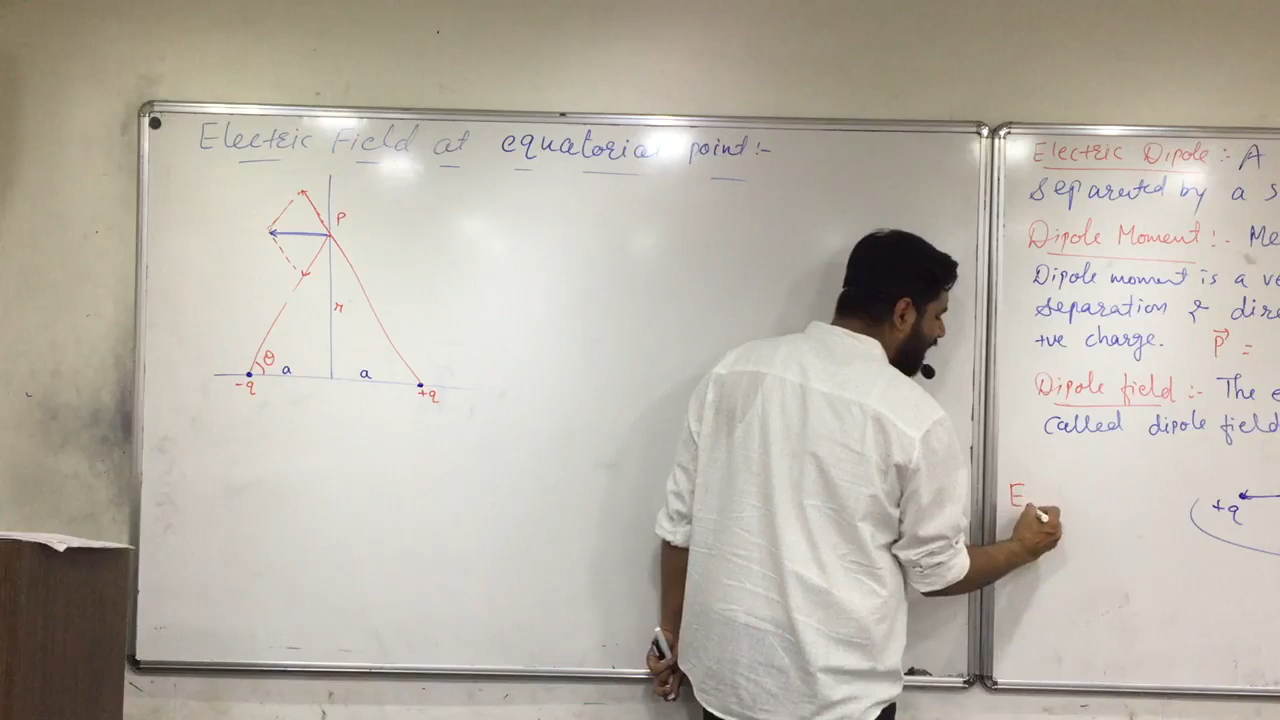 Electric Field at equatorial point :-
P
r
θ
a
a
-q
+q
Electric Dipole :- A
separated by a s
Dipole Moment :- Me
Dipole moment is a ve
separation & dire
+ve charge. P⃗ =
Dipole field :- The e
called dipole field
E
+q